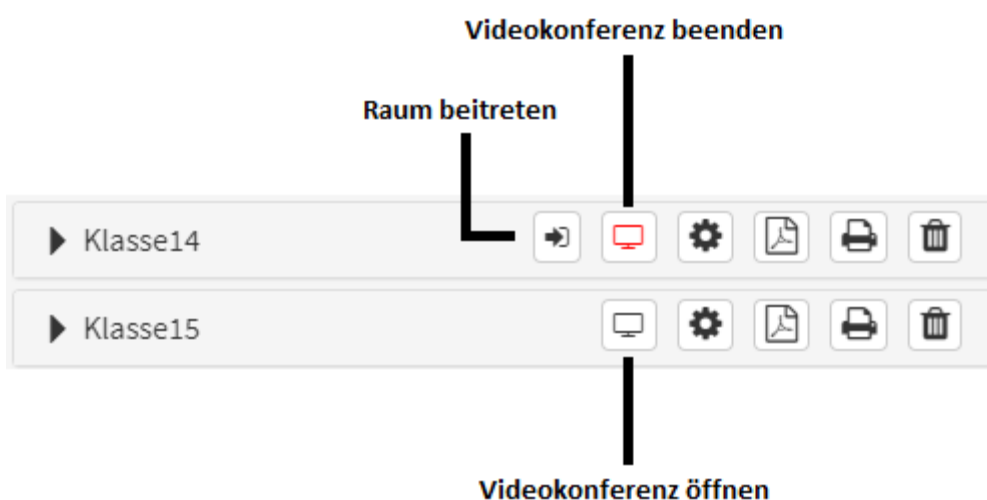 Videokonferenz beenden
Raum beitreten
Klasse14
Klasse15
Videokonferenz öffnen